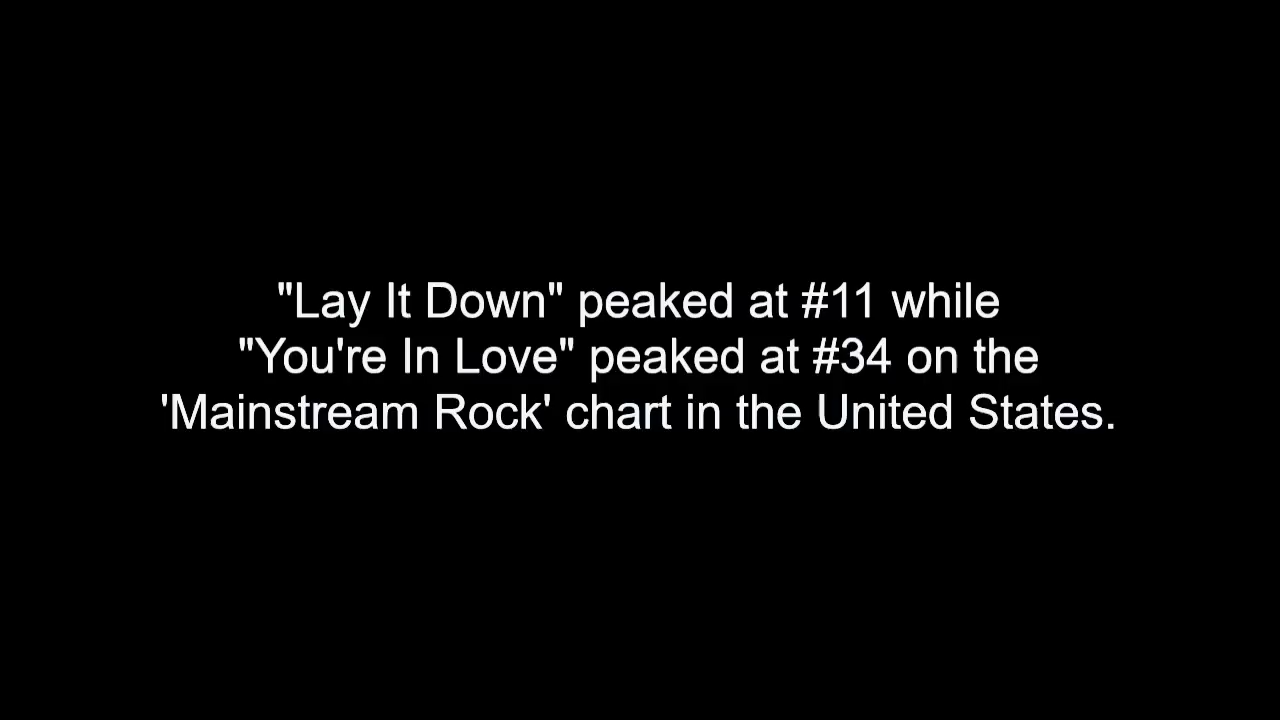 "Lay It Down" peaked at #11 while
"You're In Love" peaked at #34 on the
'Mainstream Rock' chart in the United States.